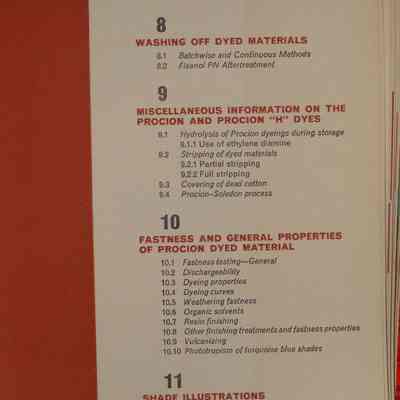 8
WASHING OFF DYED MATERIALS
8.1 Batchwise and Continuous Methods
8.2 Fixanol PN Aftertreatment
9
MISCELLANEOUS INFORMATION ON THE
PROCION AND PROCION "H" DYES
9.1 Hydrolysis of Procion dyeings during storage
9.1.1 Use of ethylene diamine
9.2 Stripping of dyed materials
9.2.1 Partial stripping
9.2.2 Full stripping
9.3 Covering of dead cotton
9.4 Procion-Soledon process
10
FASTNESS AND GENERAL PROPERTIES
OF PROCION DYED MATERIAL
10.1 Fastness testing—General
10.2 Dischargeability
10.3 Dyeing properties
10.4 Dyeing curves
10.5 Weathering fastness
10.6 Organic solvents
10.7 Resin finishing
10.8 Other finishing treatments and fastness properties
10.9 Vulcanizing
10.10 Phototropism of turquoise blue shades
11
SHADE ILLUSTRATIONS